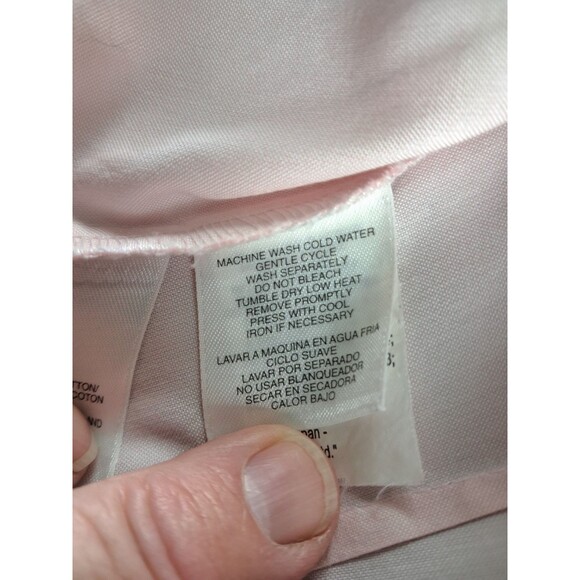 MACHINE WASH COLD WATER
GENTLE CYCLE
WASH SEPARATELY
DO NOT BLEACH
TUMBLE DRY LOW HEAT
REMOVE PROMPTLY
PRESS WITH COOL
IRON IF NECESSARY
LAVAR A MAQUINA EN AGUA FRIA
CICLO SUAVE
LAVAR POR SEPARADO
NO USAR BLANQUEADOR
SECAR EN SECADORA
CALOR BAJO